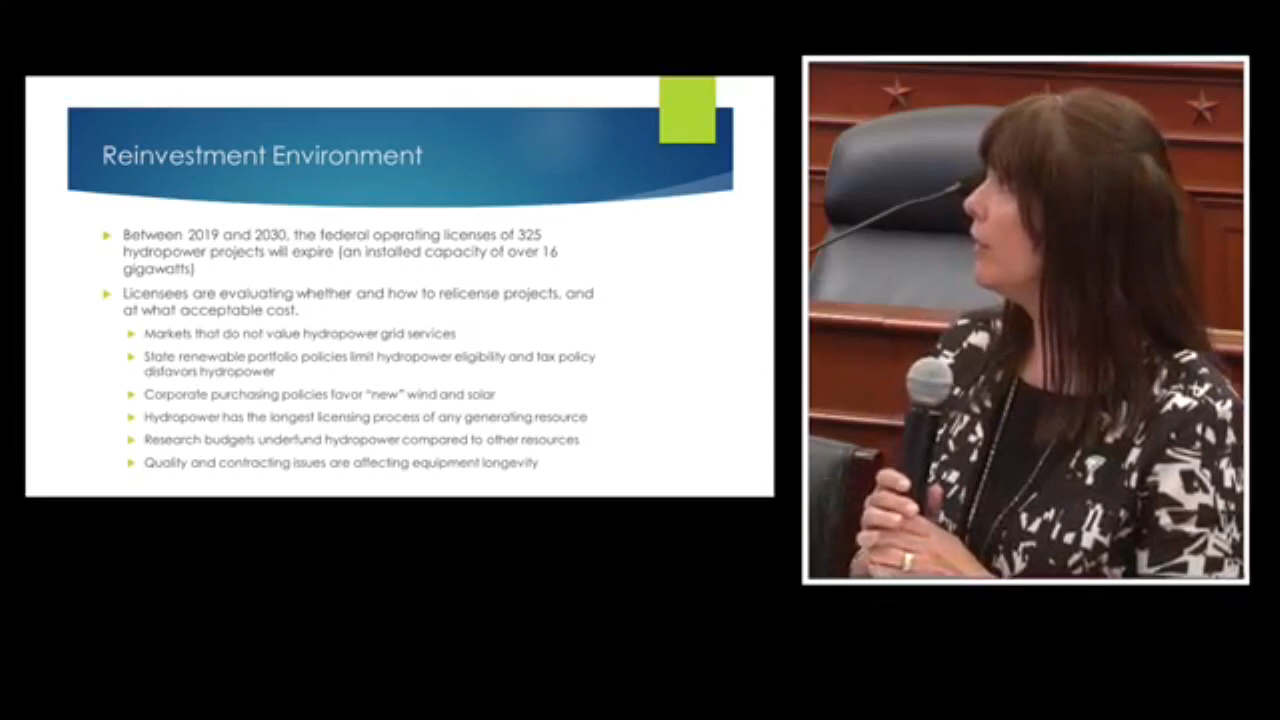 Reinvestment Environment
Between 2019 and 2030, the federal operating licenses of 325
hydropower projects will expire (an installed capacity of over 16
gigawatts)
Licensees are evaluating whether and how to relicense projects, and
at what acceptable cost.
Markets that do not value hydropower grid services
State renewable portfolio policies limit hydropower eligibility and tax policy
disfavors hydropower
Corporate purchasing policies favor “new” wind and solar
Hydropower has the longest licensing process of any generating resource
Research budgets underfund hydropower compared to other resources
Quality and contracting issues are affecting equipment longevity